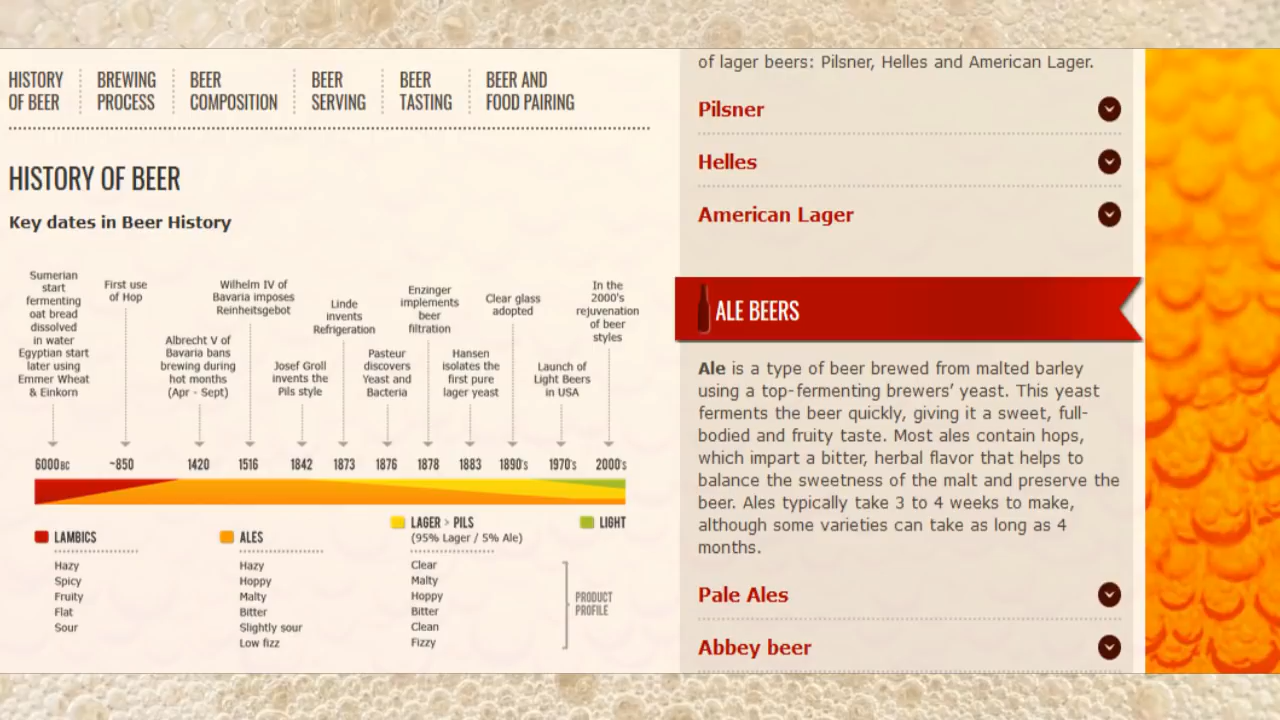 HISTORY
OF BEER
BREWING
PROCESS
BEER
COMPOSITION
BEER
SERVING
BEER
TASTING
BEER AND
FOOD PAIRING
HISTORY OF BEER
Key dates in Beer History
Sumerian
start
fermenting
oat bread
dissolved
in water
Egyptian start
later using
Emmer Wheat
& Einkorn
First use
of Hop
Albrecht V of
Bavaria bans
brewing during
hot months
(Apr - Sept)
Wilhelm IV of
Bavaria imposes
Reinheitsgebot
Josef Groll
invents the
Pils style
Linde
invents
Refrigeration
Pasteur
discovers
Yeast and
Bacteria
Enzinger
implements
beer
filtration
Hansen
isolates the
first pure
lager yeast
Clear glass
adopted
Launch of
Light Beers
in USA
In the
2000's
rejuvenation
of beer
styles
6000BC ~850 1420 1516 1842 1873 1876 1878 1883 1890's 1970's 2000's
LAMBICS
Hazy
Spicy
Fruity
Flat
Sour
ALES
Hazy
Hoppy
Malty
Bitter
Slightly sour
Low fizz
LAGER > PILS
(95% Lager / 5% Ale)
Clear
Malty
Hoppy
Bitter
Clean
Fizzy
LIGHT
PRODUCT
PROFILE
of lager beers: Pilsner, Helles and American Lager.
Pilsner
Helles
American Lager
ALE BEERS
Ale is a type of beer brewed from malted barley
using a top-fermenting brewers’ yeast. This yeast
ferments the beer quickly, giving it a sweet, full-
bodied and fruity taste. Most ales contain hops,
which impart a bitter, herbal flavor that helps to
balance the sweetness of the malt and preserve the
beer. Ales typically take 3 to 4 weeks to make,
although some varieties can take as long as 4
months.
Pale Ales
Abbey beer